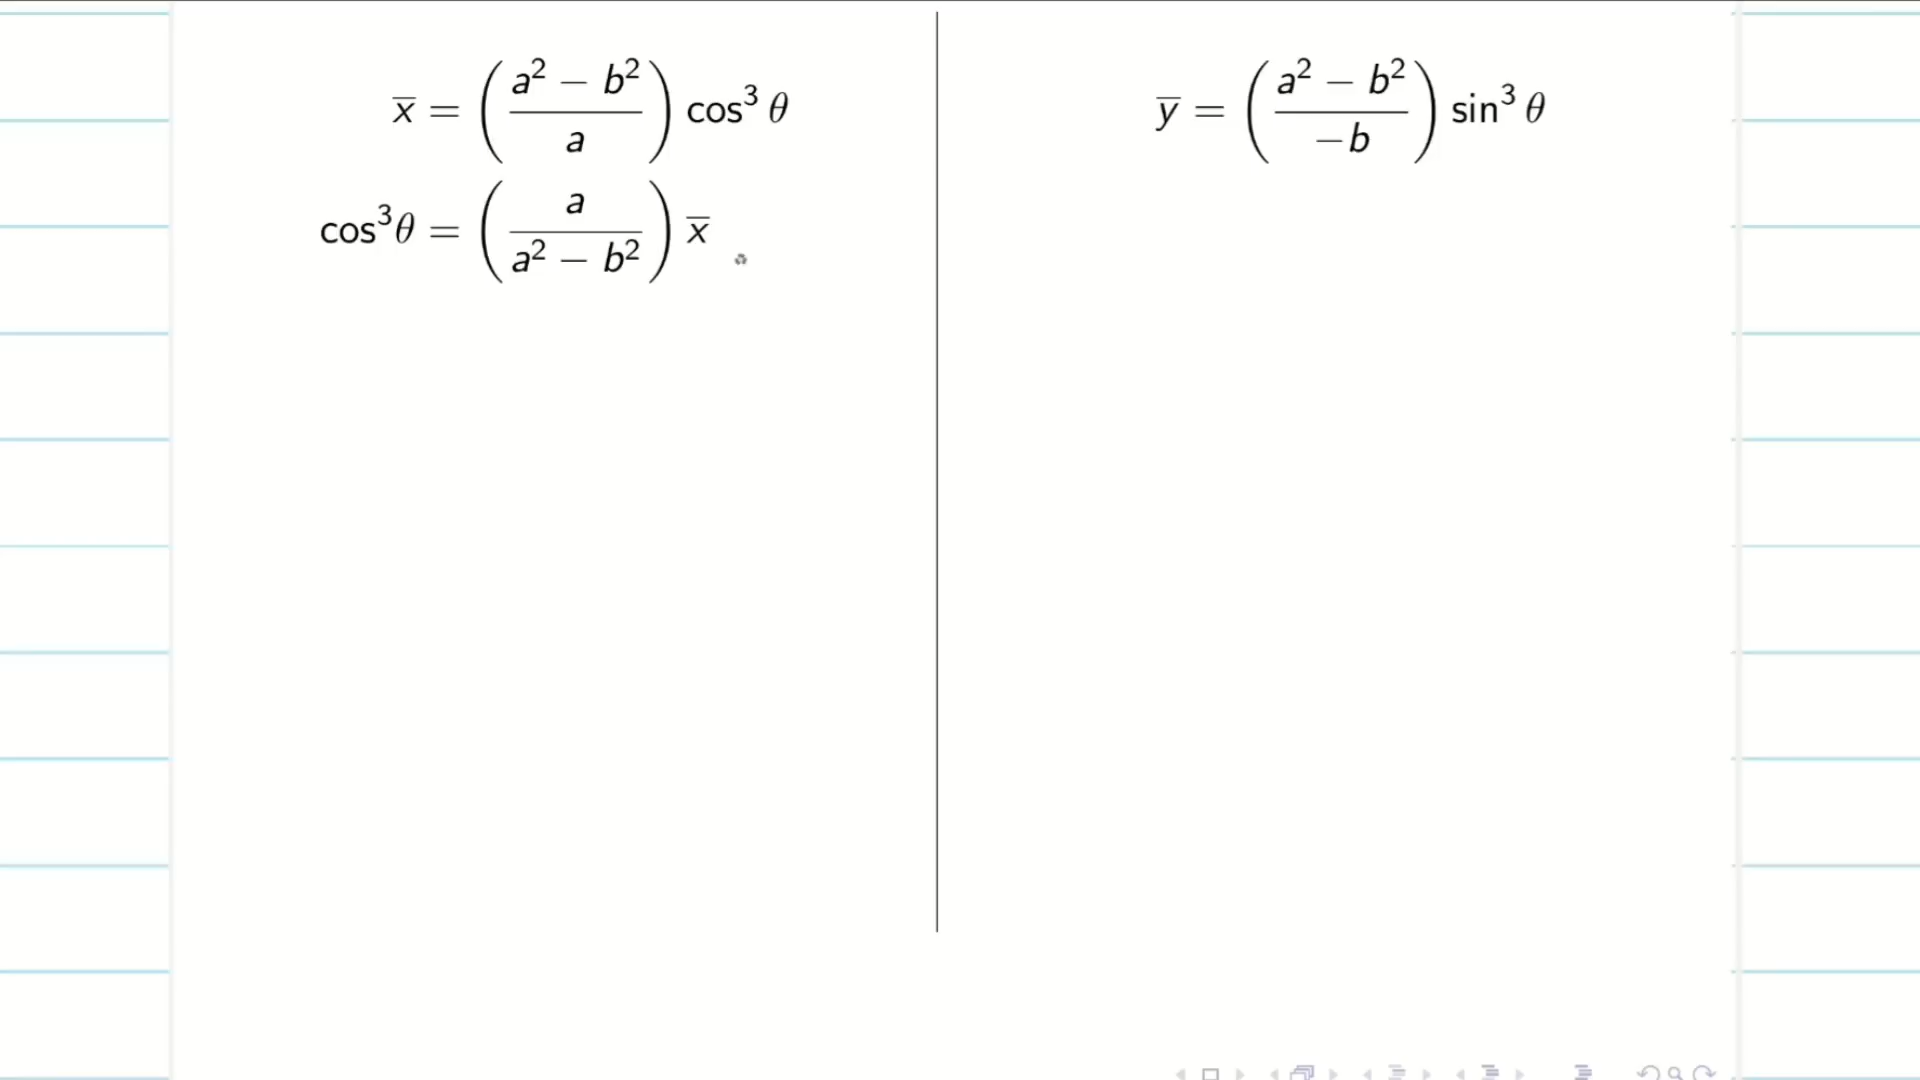 x̅ = ( (a² − b²) / a ) cos³ θ
cos³θ = ( a / (a² − b²) ) x̅
y̅ = ( (a² − b²) / −b ) sin³ θ